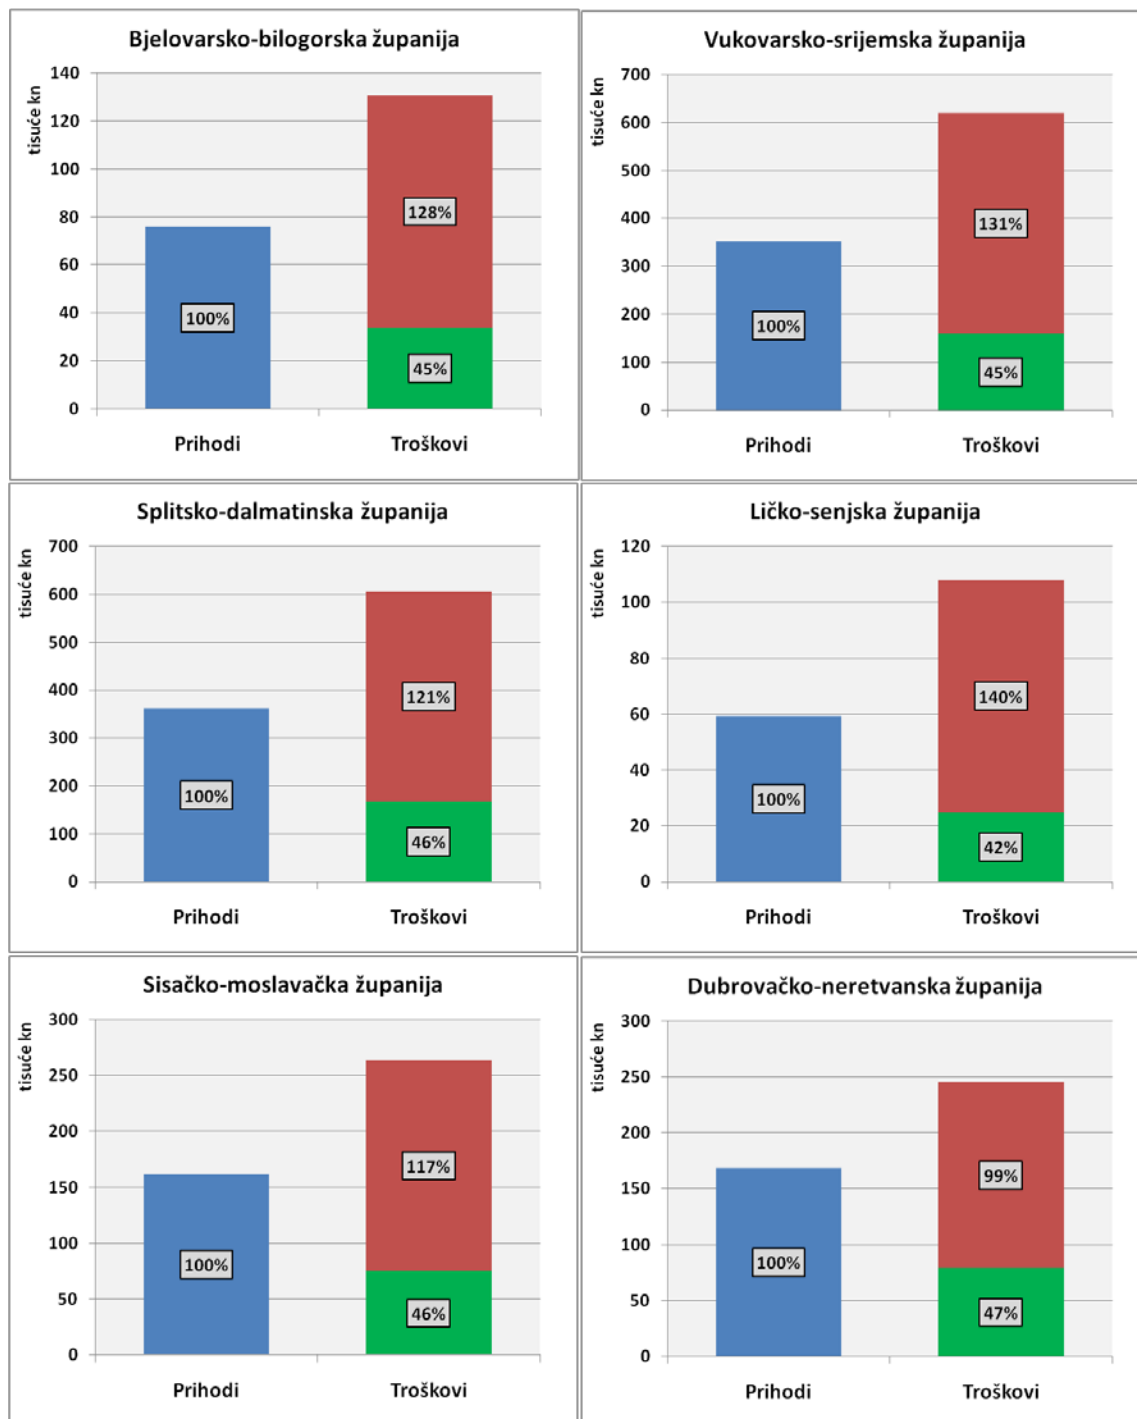 Bjelovarsko-bilogorska županija
tisuće kn
140
120
100
80
60
40
20
0
128%
100%
45%
Prihodi
Troškovi
Vukovarsko-srijemska županija
tisuće kn
700
600
500
400
300
200
100
0
131%
100%
45%
Prihodi
Troškovi
Splitsko-dalmatinska županija
tisuće kn
700
600
500
400
300
200
100
0
121%
100%
46%
Prihodi
Troškovi
Ličko-senjska županija
tisuće kn
120
100
80
60
40
20
0
140%
100%
42%
Prihodi
Troškovi
Sisačko-moslavačka županija
tisuće kn
300
250
200
150
100
50
0
117%
100%
46%
Prihodi
Troškovi
Dubrovačko-neretvanska županija
tisuće kn
300
250
200
150
100
50
0
99%
100%
47%
Prihodi
Troškovi